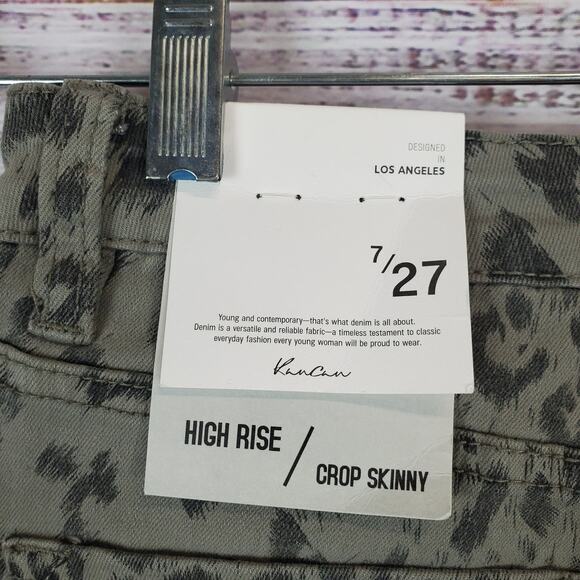 DESIGNED
IN
LOS ANGELES
7/27
Young and contemporary—that's what denim is all about.
Denim is a versatile and reliable fabric—a timeless testament to classic
everyday fashion every young woman will be proud to wear.
KanCan
HIGH RISE / CROP SKINNY